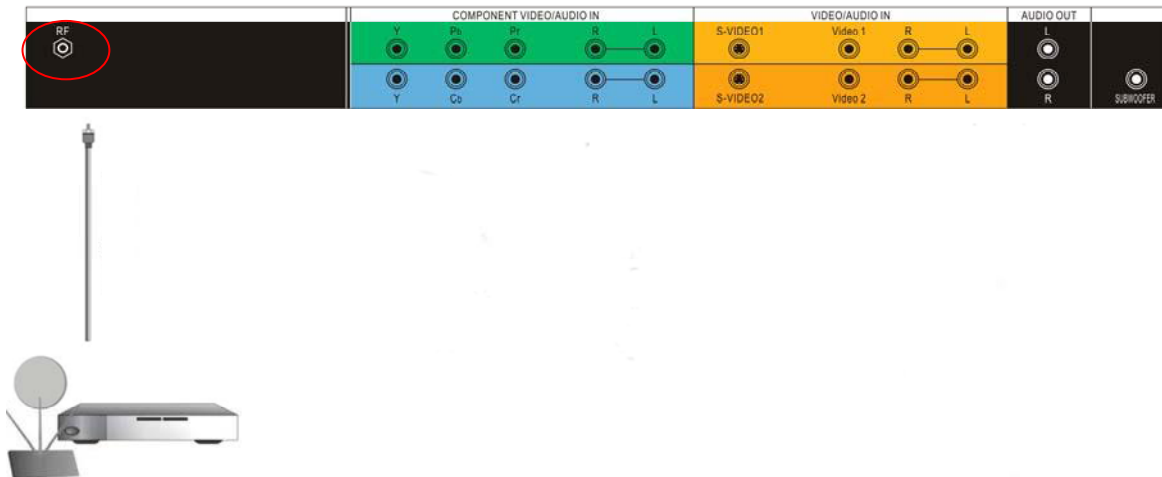 COMPONENT VIDEO/AUDIO IN VIDEO/AUDIO IN AUDIO OUT
RF Y Pb Pr R L S-VIDEO1 Video 1 R L L
Y Cb Cr R L S-VIDEO2 Video 2 R L R SUBWOOFER